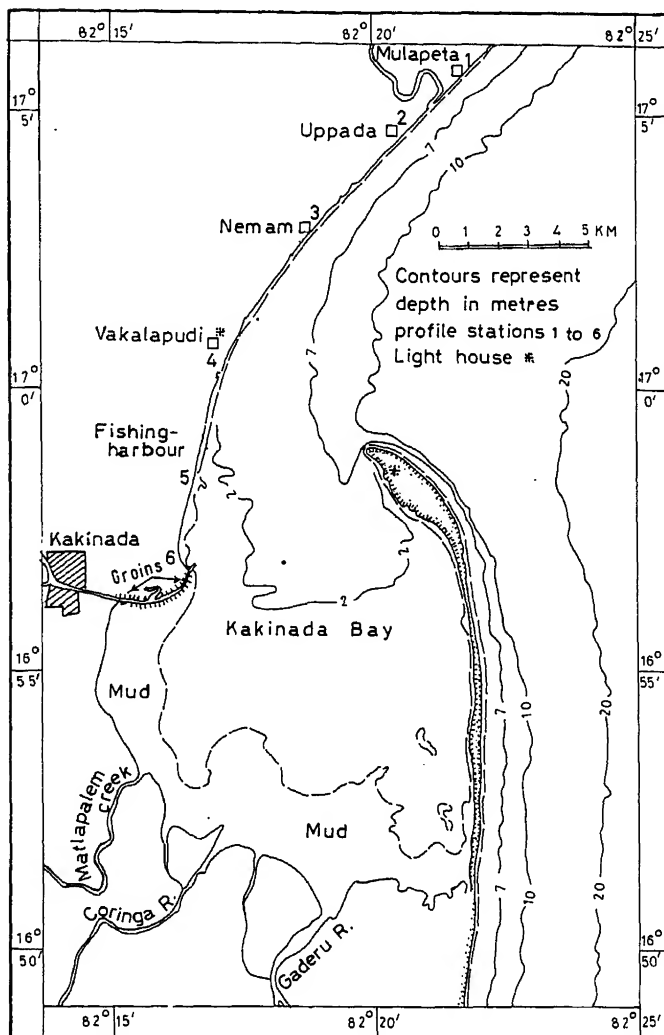 82° 15'
82° 20'
82° 25'
Mulapeta 1
17° 5'
17° 5'
Uppada 2
7
10
Nemam 3
0 1 2 3 4 5 KM
Contours represent
depth in metres
profile stations 1 to 6
Light house *
Vakalapudi *
4
7
20
17° 0'
17° 0'
Fishing-
harbour
5
2
*
2
Kakinada
Groins 6
2
Kakinada Bay
16° 55'
16° 55'
Mud
7
10
20
Matlapalem
creek
Mud
Coringa R.
Gaderu R.
7
10
20
16° 50'
16° 50'
82° 15'
82° 20'
82° 25'